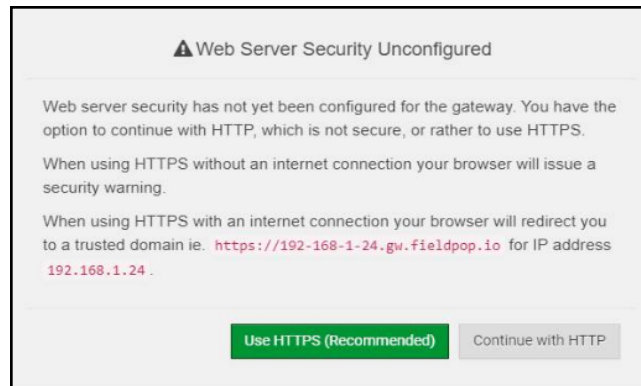 Web Server Security Unconfigured
Web server security has not yet been configured for the gateway. You have the
option to continue with HTTP, which is not secure, or rather to use HTTPS.
When using HTTPS without an internet connection your browser will issue a
security warning.
When using HTTPS with an internet connection your browser will redirect you
to a trusted domain ie. https://192-168-1-24.gw.fieldpop.io for IP address
192.168.1.24 .
Use HTTPS (Recommended) Continue with HTTP